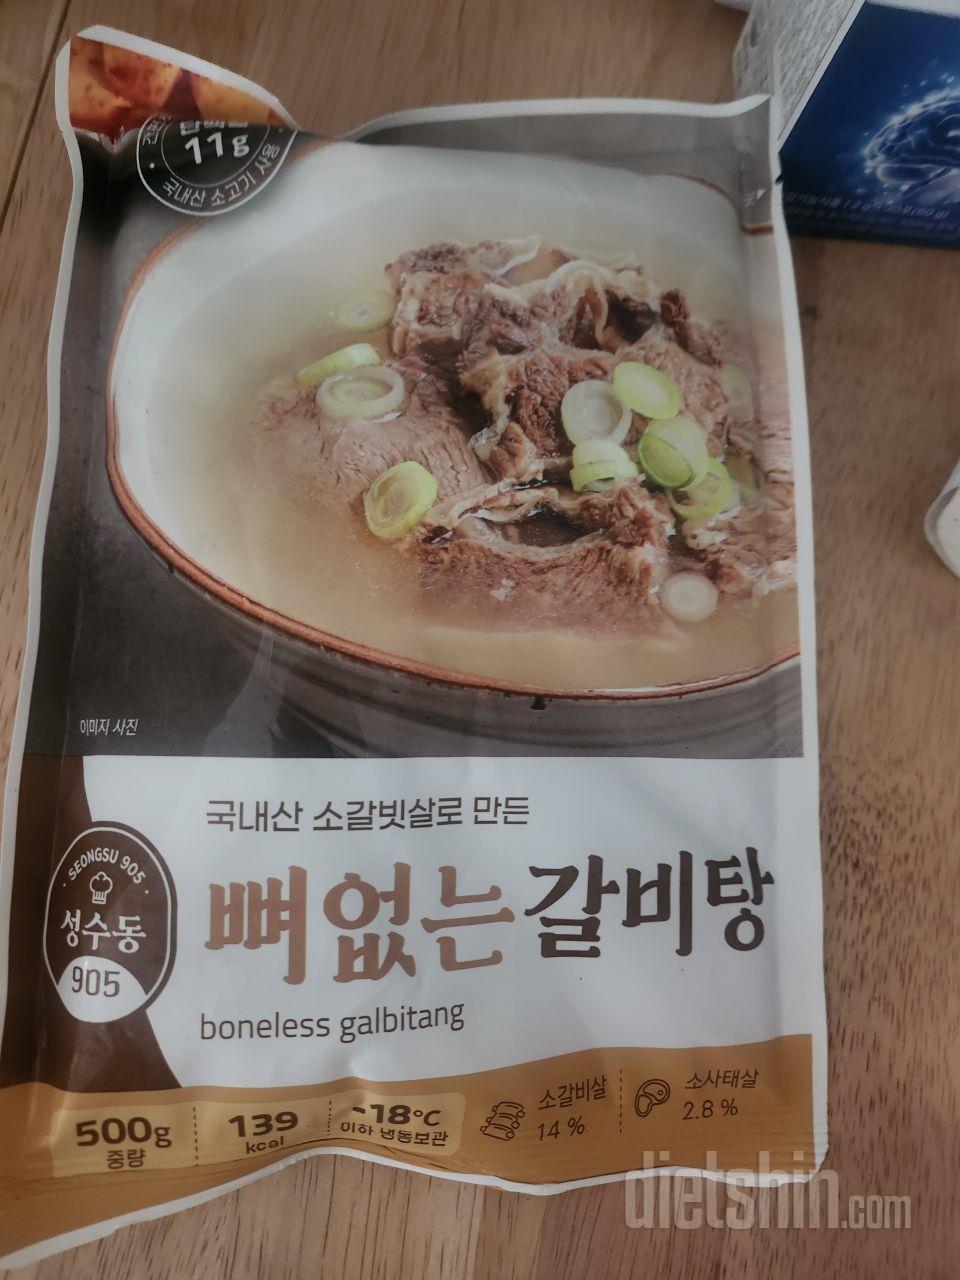 11g
국내산 소고기 사용
이미지 사진
국내산 소갈빗살로 만든
뼈없는갈비탕
boneless galbitang
SEONGSU 905
성수동
905
500g
중량
139
kcal
-18°C
이하 냉동보관
소갈비살
14 %
소사태살
2.8 %
dietshin.com